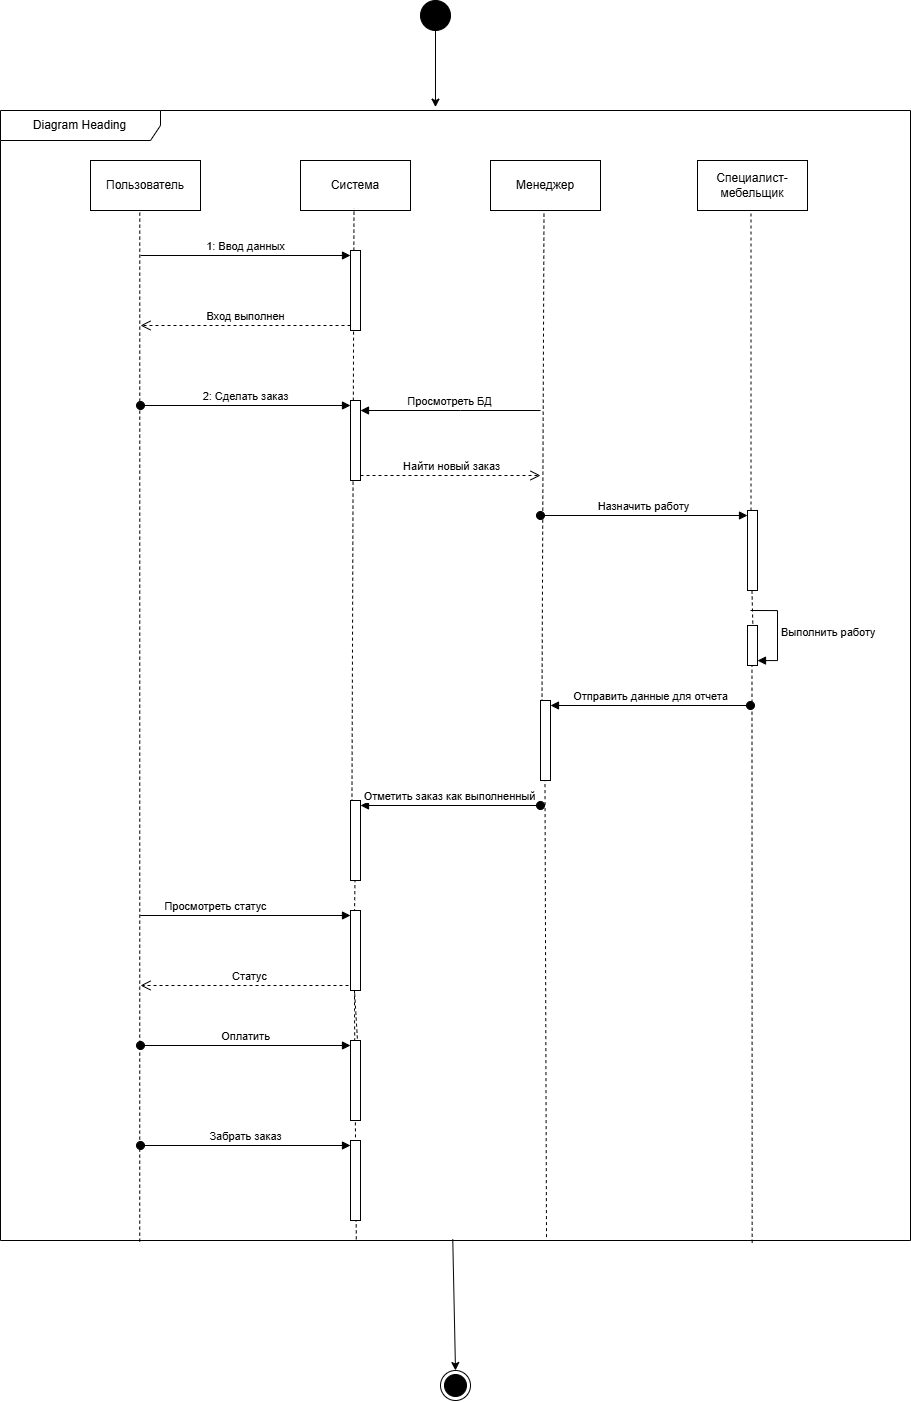 Diagram Heading
Пользователь
Система
Менеджер
Специалист-
мебельщик
1: Ввод данных
Вход выполнен
2: Сделать заказ
Просмотреть БД
Найти новый заказ
Назначить работу
Выполнить работу
Отправить данные для отчета
Отметить заказ как выполненный
Просмотреть статус
Статус
Оплатить
Забрать заказ